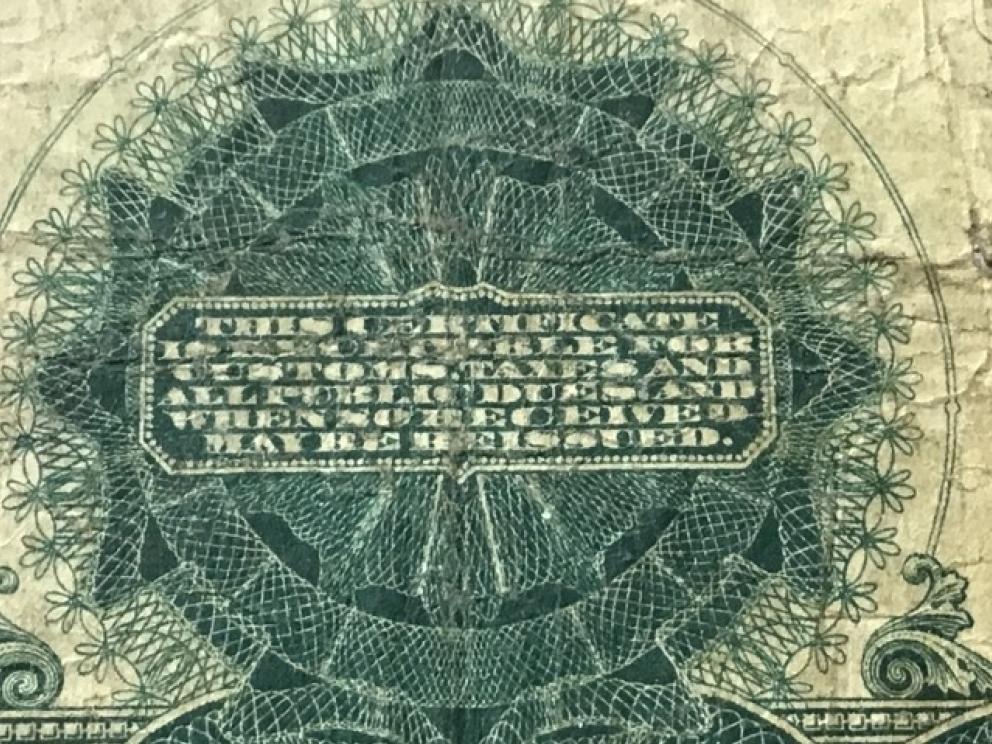 THIS CERTIFICATE
IS RECEIVABLE FOR
CUSTOMS, TAXES AND
ALL PUBLIC DUES AND
WHEN SO RECEIVED
MAY BE REISSUED.